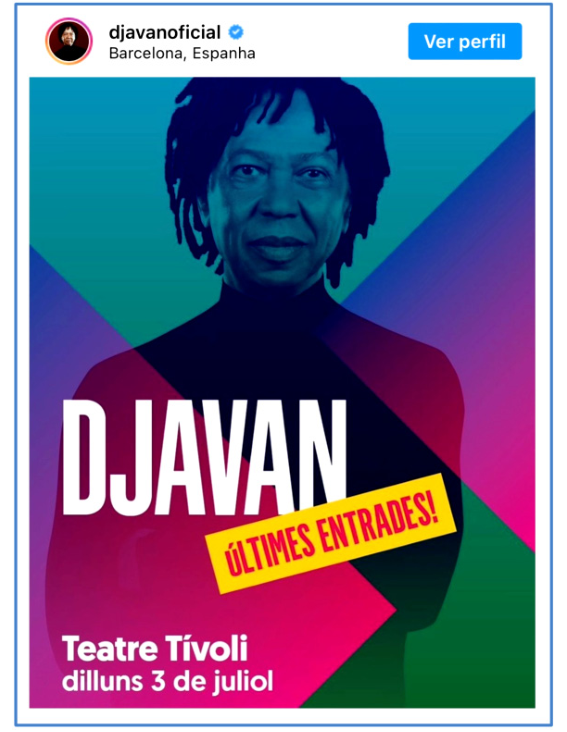 djavanoficial
Barcelona, Espanha
Ver perfil
DJAVAN
ÚLTIMES ENTRADES!
Teatre Tívoli
dilluns 3 de juliol